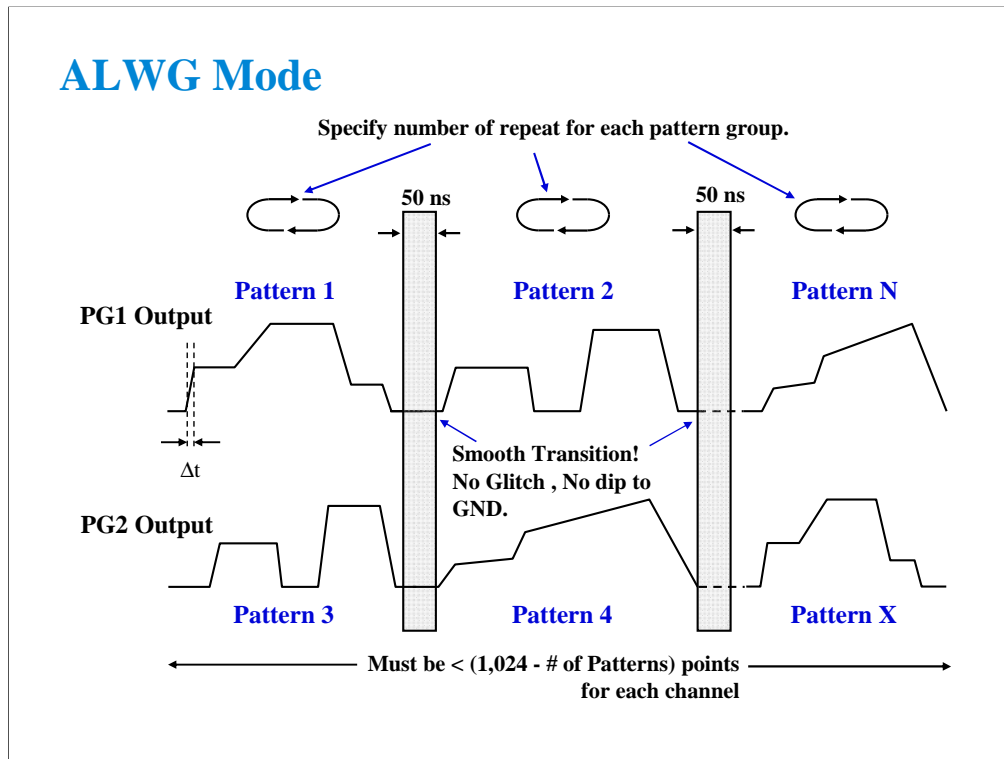 ALWG Mode
Specify number of repeat for each pattern group.
50 ns
50 ns
Pattern 1
Pattern 2
Pattern N
PG1 Output
Δt
Smooth Transition!
No Glitch , No dip to
GND.
PG2 Output
Pattern 3
Pattern 4
Pattern X
Must be < (1,024 - # of Patterns) points
for each channel